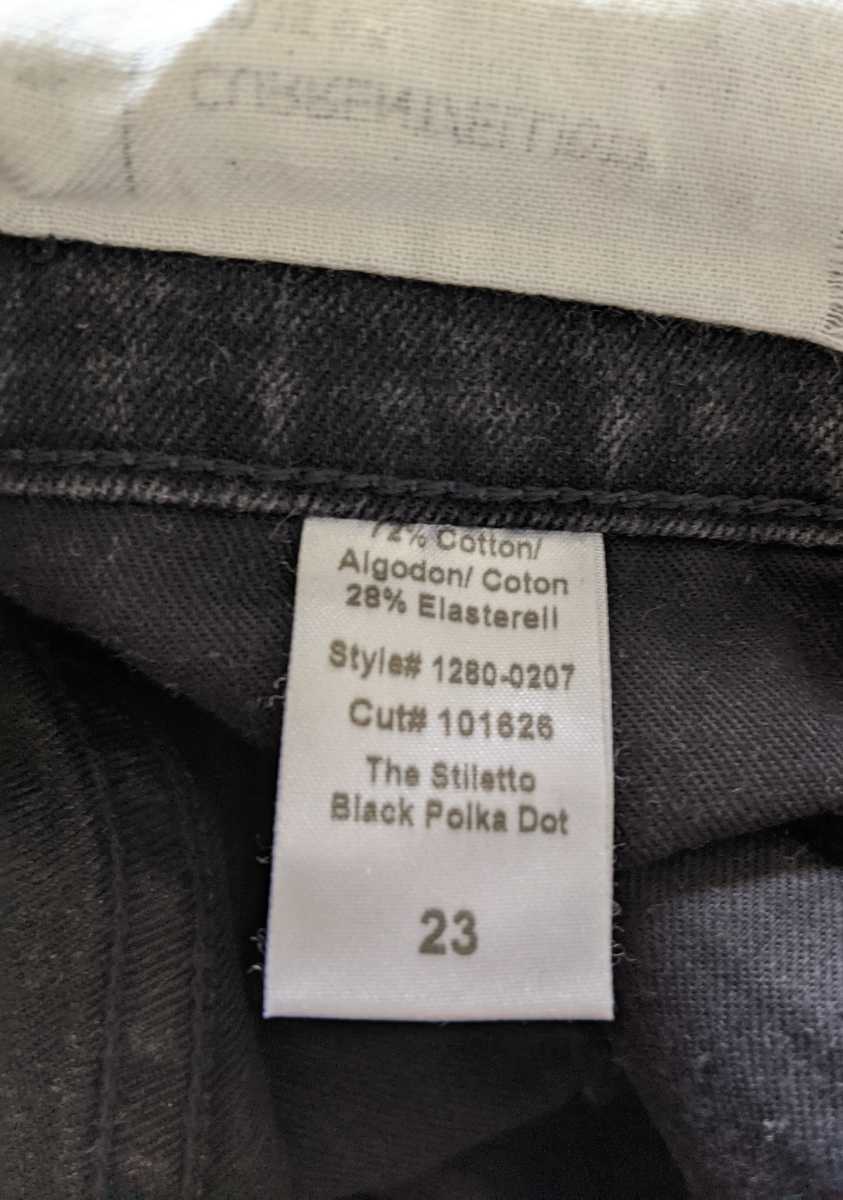 72% Cotton/
Algodon/ Coton
28% Elasterell
Style# 1280-0207
Cut# 101626
The Stiletto
Black Polka Dot
23